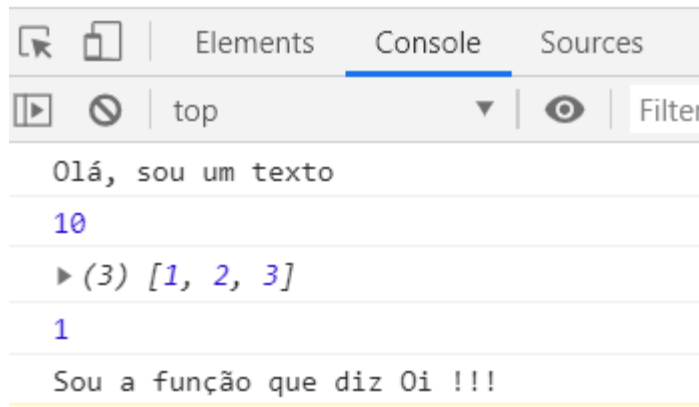 Elements Console Sources
top Filter
Olá, sou um texto
10
(3) [1, 2, 3]
1
Sou a função que diz Oi !!!